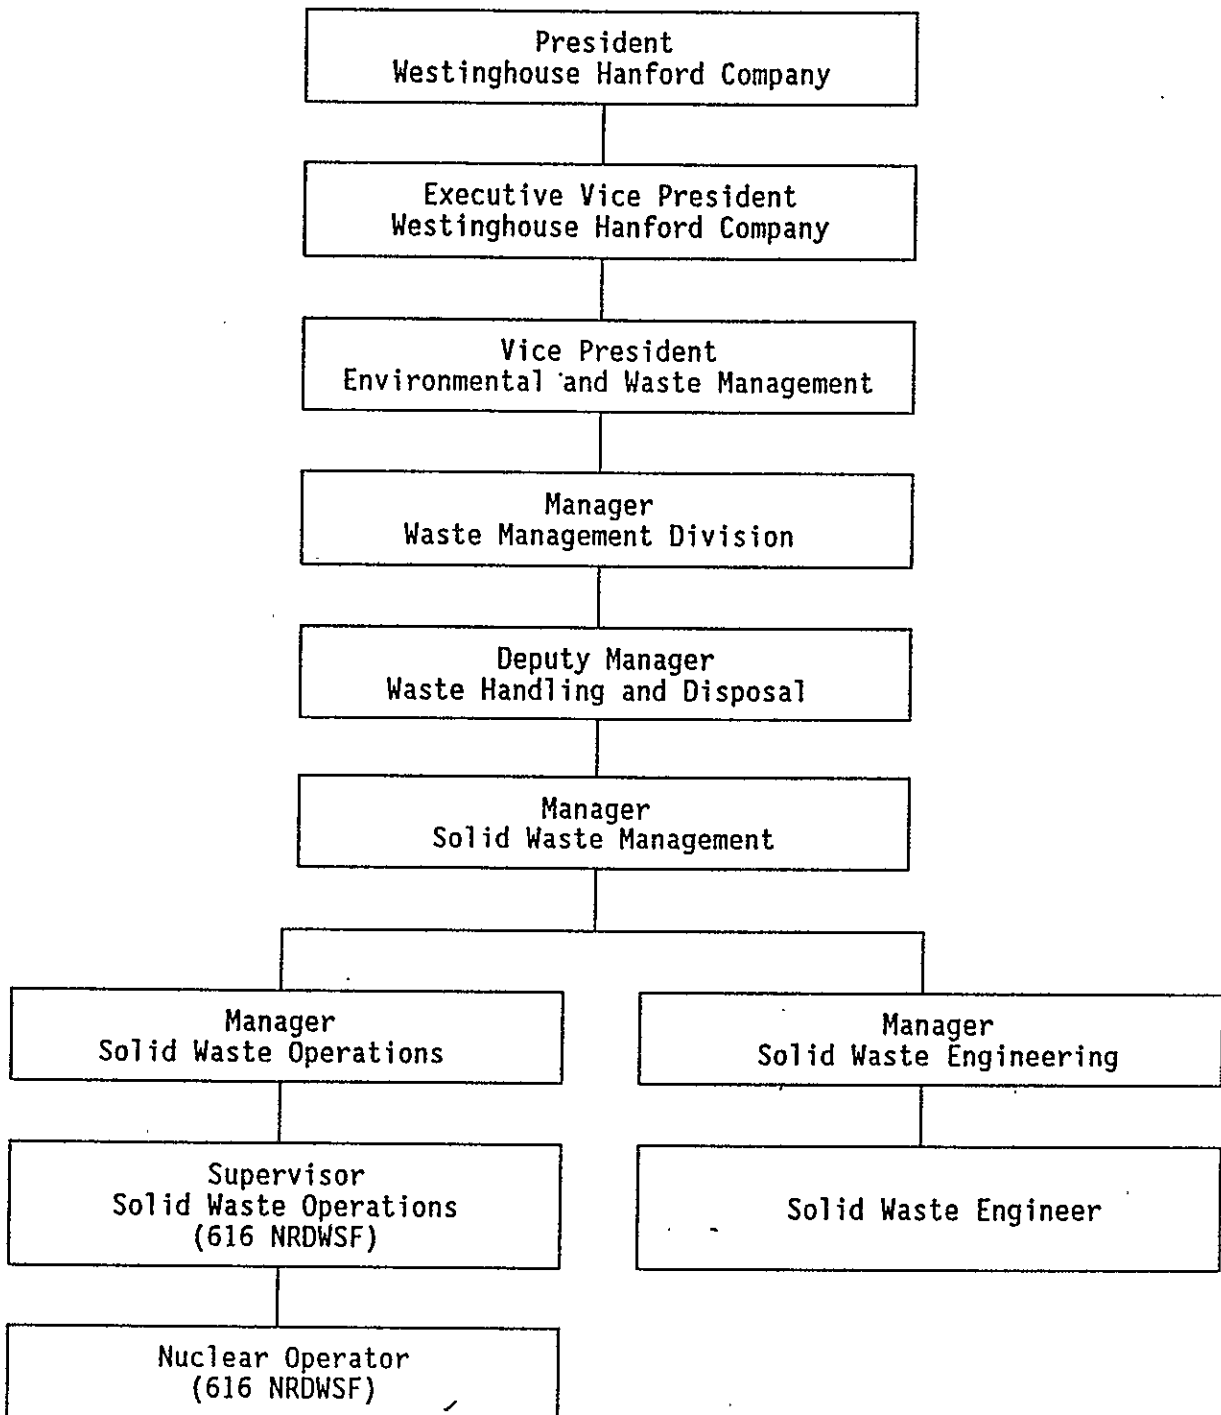 President
Westinghouse Hanford Company
Executive Vice President
Westinghouse Hanford Company
Vice President
Environmental and Waste Management
Manager
Waste Management Division
Deputy Manager
Waste Handling and Disposal
Manager
Solid Waste Management
Manager
Solid Waste Operations
Manager
Solid Waste Engineering
Supervisor
Solid Waste Operations
(616 NRDWSF)
Solid Waste Engineer
Nuclear Operator
(616 NRDWSF)